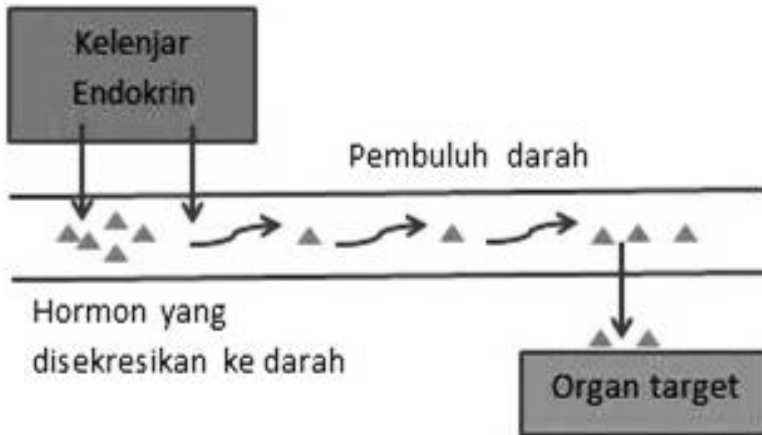 Kelenjar
Endokrin
Pembuluh darah
Hormon yang
disekresikan ke darah
Organ target